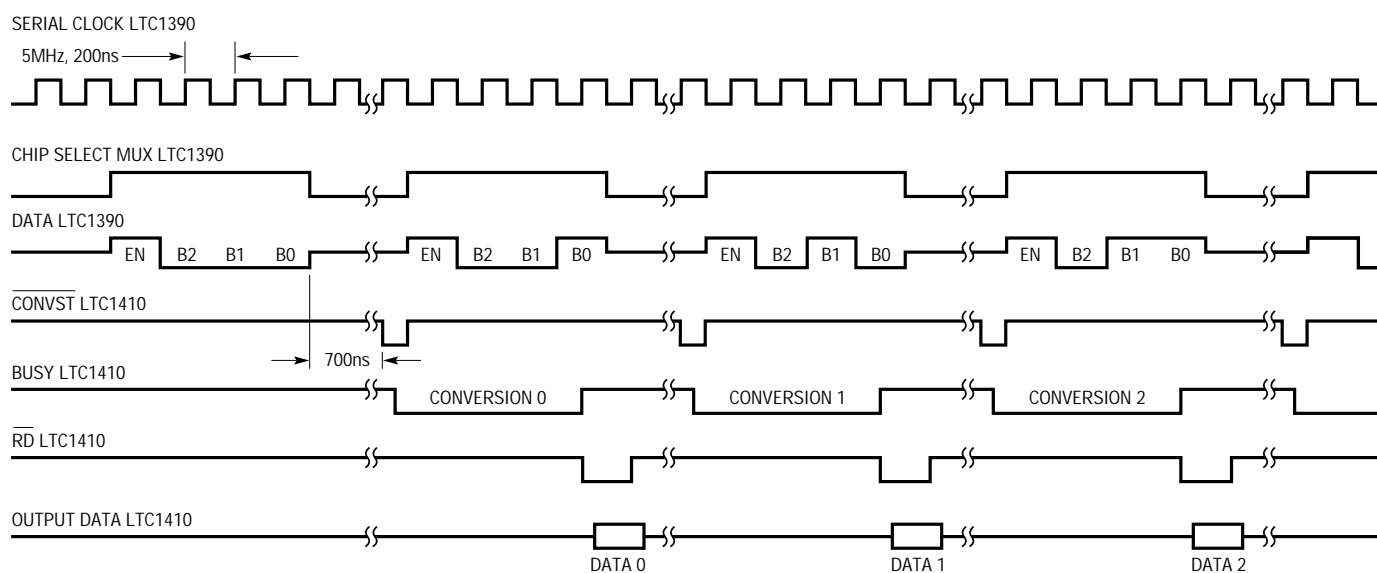 SERIAL CLOCK LTC1390
5MHz, 200ns
CHIP SELECT MUX LTC1390
DATA LTC1390
EN B2 B1 B0 EN B2 B1 B0 EN B2 B1 B0 EN B2 B1 B0
CONVST LTC1410
700ns
BUSY LTC1410
CONVERSION 0 CONVERSION 1 CONVERSION 2
RD LTC1410
OUTPUT DATA LTC1410
DATA 0 DATA 1 DATA 2